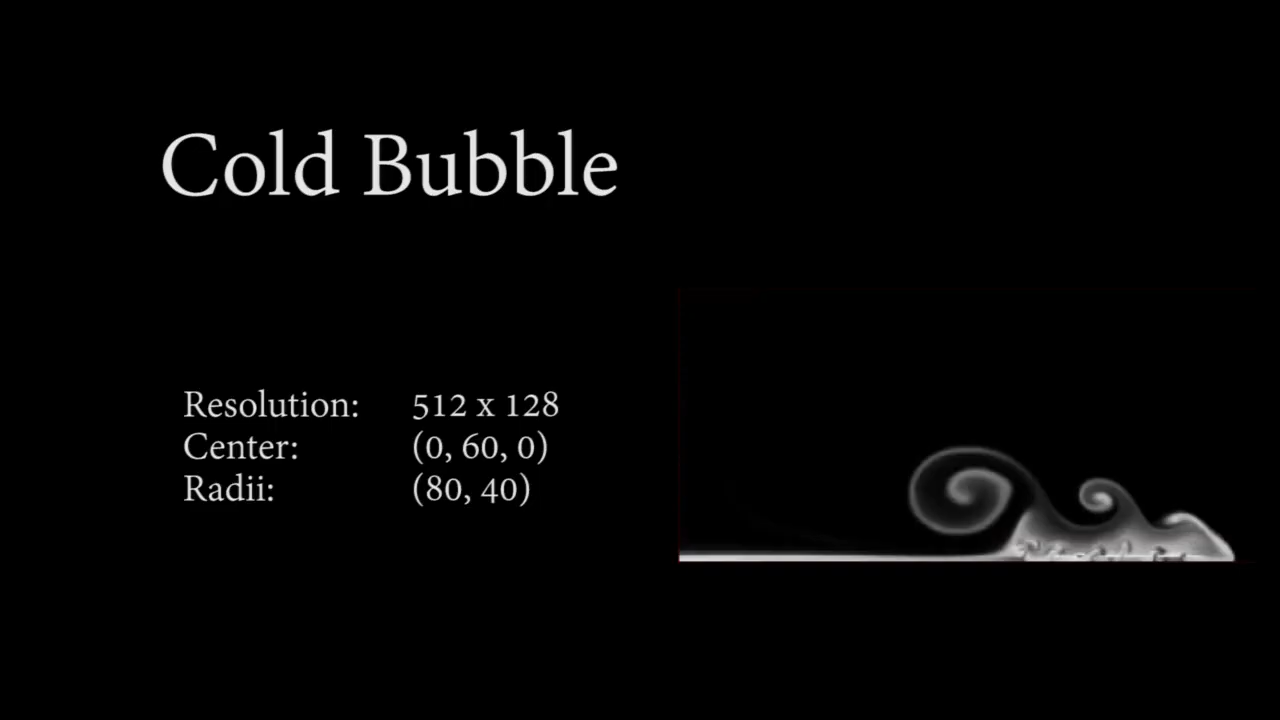 Cold Bubble
Resolution: 512 x 128
Center: (0, 60, 0)
Radii: (80, 40)